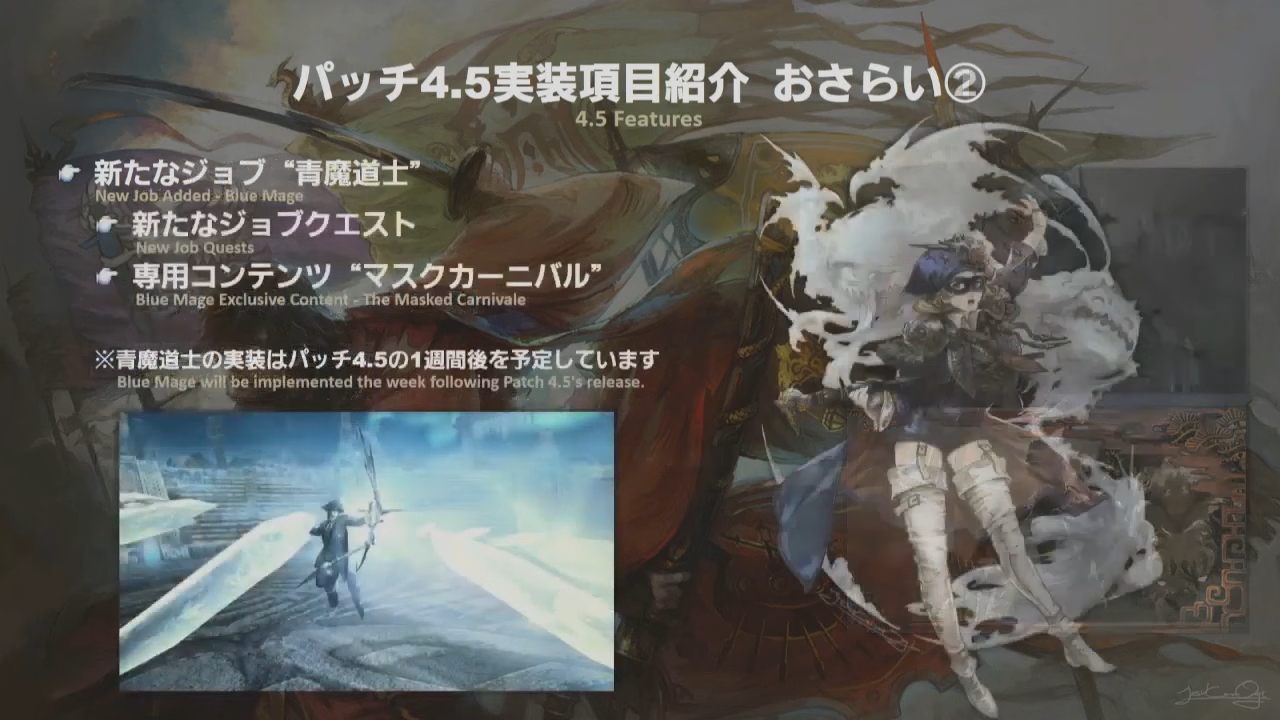 パッチ4.5実装項目紹介 おさらい②
4.5 Features
新たなジョブ “青魔道士”
New Job Added - Blue Mage
新たなジョブクエスト
New Job Quests
専用コンテンツ “マスクカーニバル”
Blue Mage Exclusive Content - The Masked Carnivale
※青魔道士の実装はパッチ4.5の1週間後を予定しています
Blue Mage will be implemented the week following Patch 4.5's release.